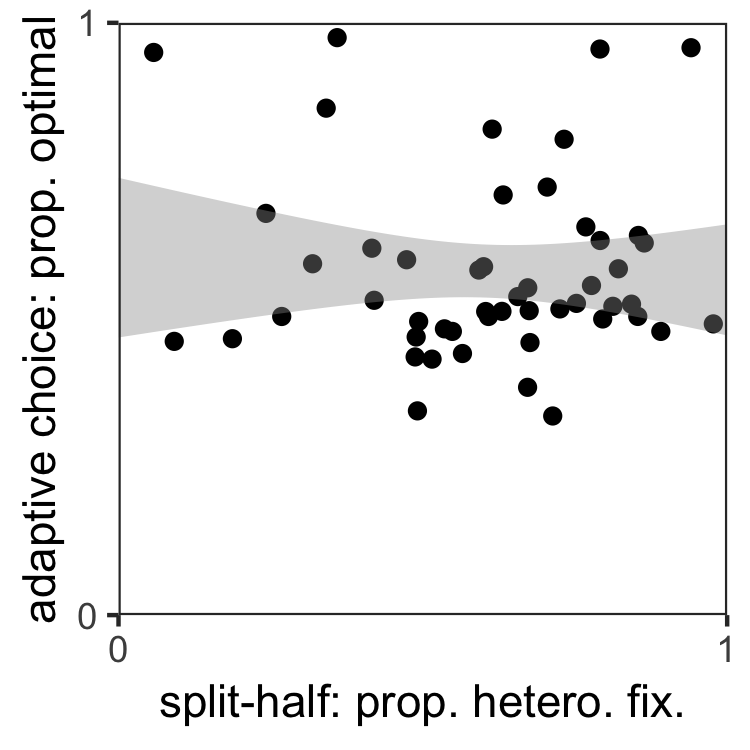 adaptive choice: prop. optimal
1
0
0
1
split-half: prop. hetero. fix.